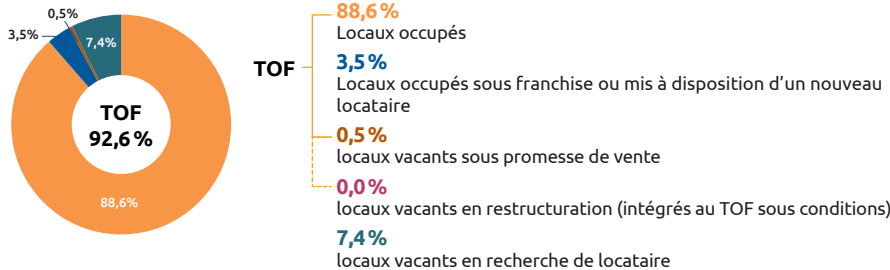 0,5%
3,5%
7,4%
TOF
92,6 %
88,6%
TOF
88,6 %
Locaux occupés
3,5 %
Locaux occupés sous franchise ou mis à disposition d’un nouveau
locataire
0,5 %
locaux vacants sous promesse de vente
0,0 %
locaux vacants en restructuration (intégrés au TOF sous conditions)
7,4 %
locaux vacants en recherche de locataire